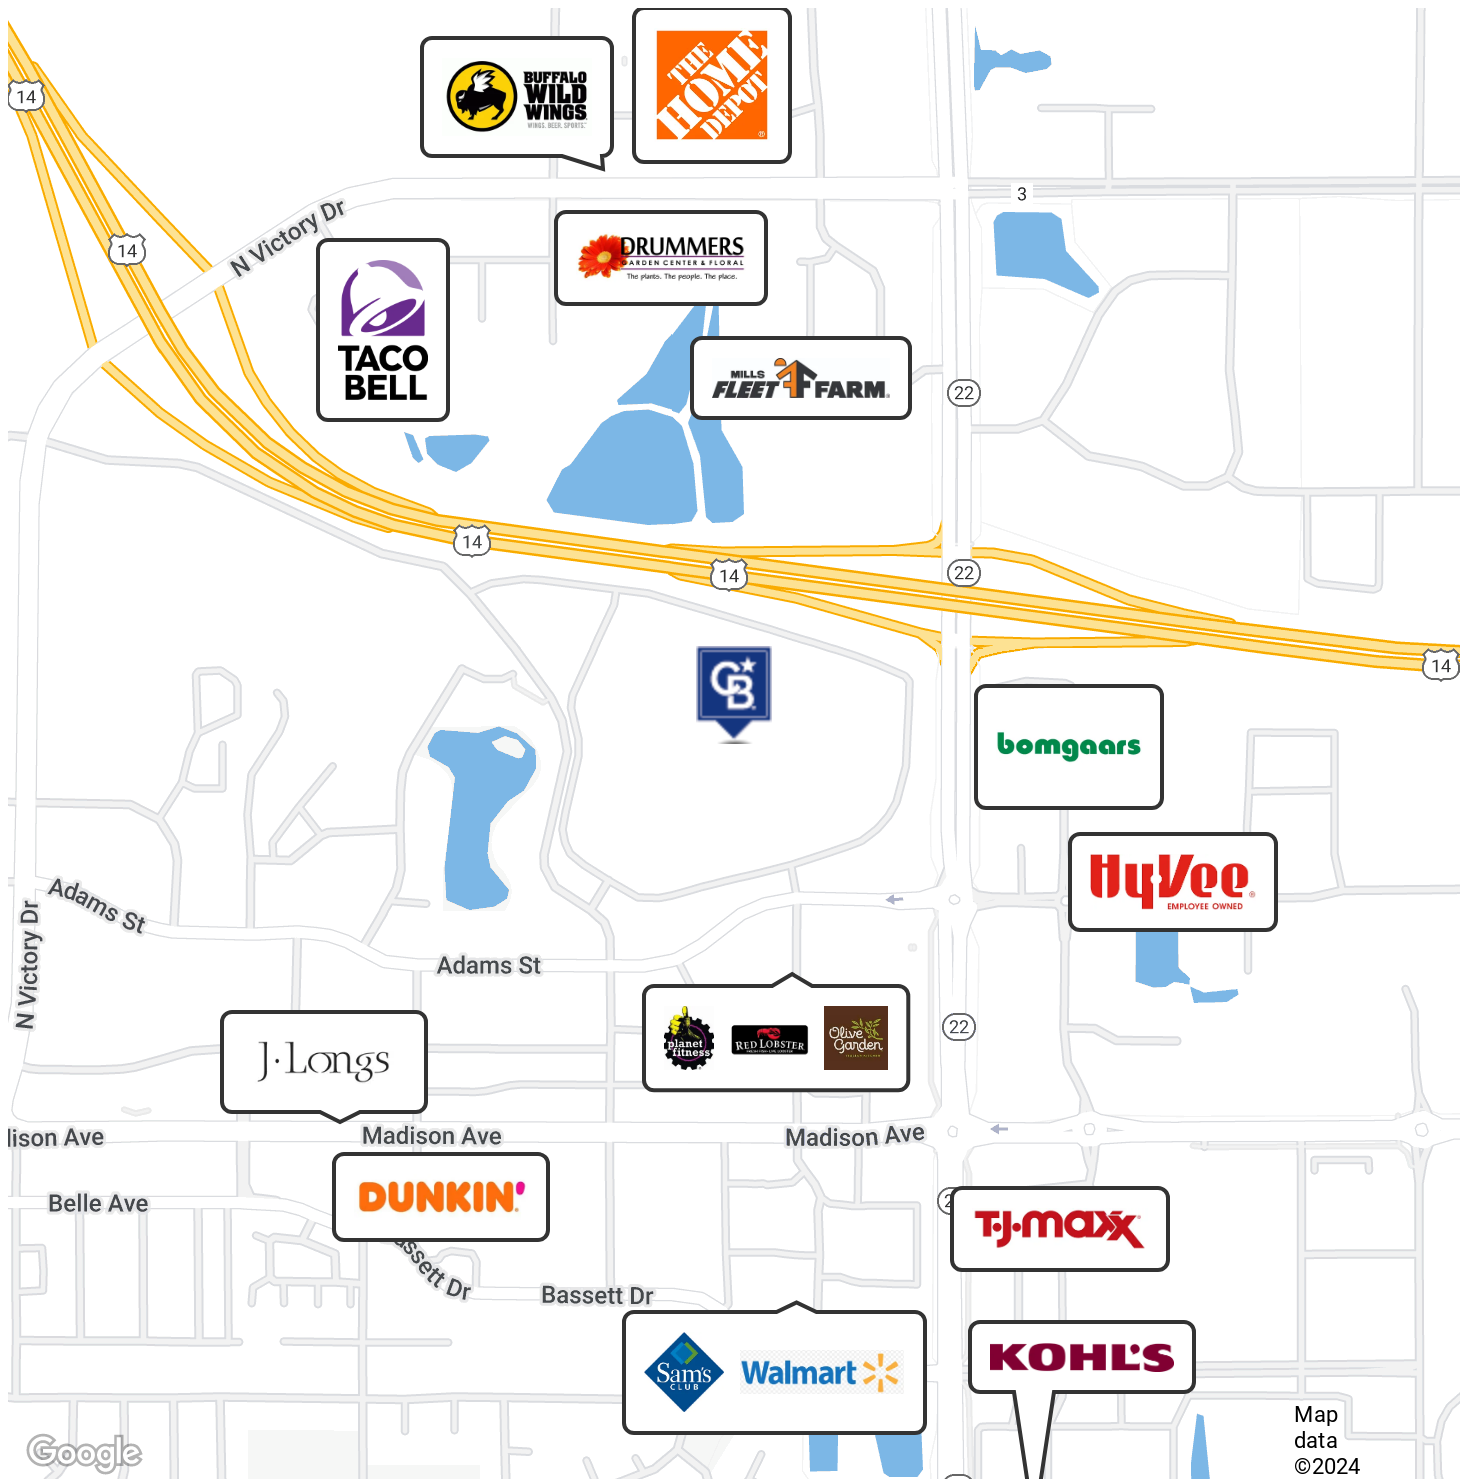 BUFFALO
WILD
WINGS
WINGS. BEER. SPORTS.
THE
HOME
DEPOT
14
3
N Victory Dr
14
DRUMMERS
GARDEN CENTER & FLORAL
The plants. The people. The place.
TACO
BELL
MILLS
FLEET FARM
22
14
22
14
14
CB
bomgaars
HyVee
EMPLOYEE OWNED
Adams St
N Victory Dr
Adams St
planet
fitness
RED LOBSTER
Olive
Garden
22
J·Longs
lison Ave
Madison Ave
Madison Ave
DUNKIN'
Belle Ave
T·J·maxx
ssett Dr
Bassett Dr
Sam's
CLUB
Walmart
KOHL'S
Map
data
©2024
Google